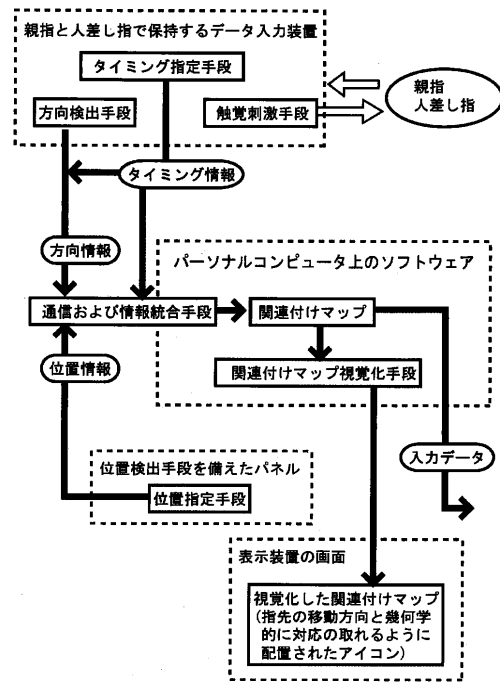 親指と人差し指で保持するデータ入力装置
タイミング指定手段
方向検出手段
触覚刺激手段
親指
人差し指
タイミング情報
方向情報
パーソナルコンピュータ上のソフトウェア
通信および情報統合手段
関連付けマップ
位置情報
関連付けマップ視覚化手段
入力データ
位置検出手段を備えたパネル
位置指定手段
表示装置の画面
視覚化した関連付けマップ
(指先の移動方向と幾何学
的に対応の取れるように
配置されたアイコン)